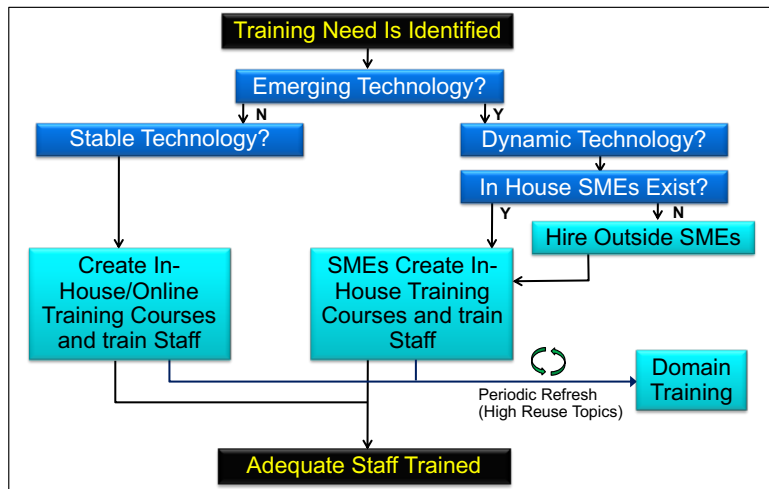 Training Need Is Identified
Emerging Technology?
N
Y
Stable Technology?
Dynamic Technology?
In House SMEs Exist?
Y
N
Hire Outside SMEs
Create In-
House/Online
Training Courses
and train Staff
SMEs Create In-
House Training
Courses and train
Staff
Periodic Refresh
(High Reuse Topics)
Domain
Training
Adequate Staff Trained